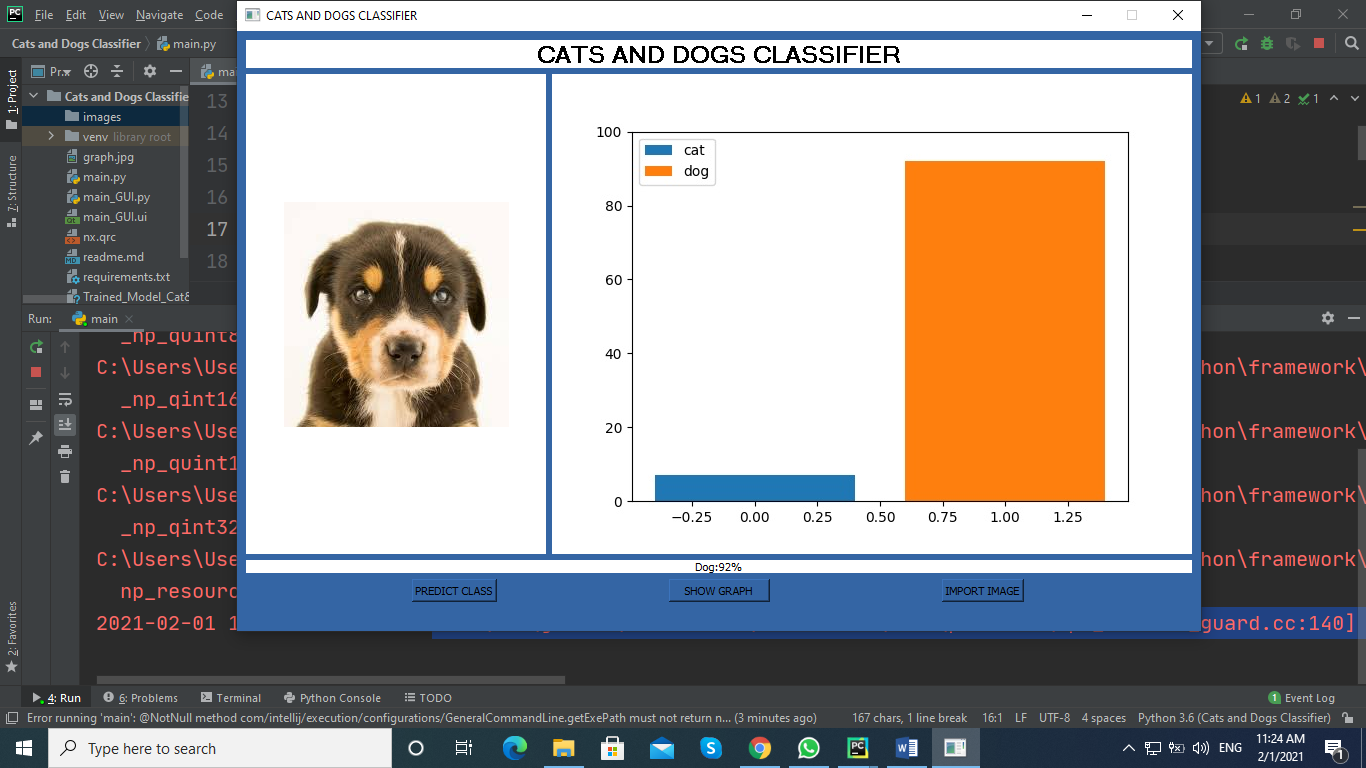 File Edit View Navigate Code
CATS AND DOGS CLASSIFIER
Cats and Dogs Classifier
main.py
CATS AND DOGS CLASSIFIER
1: Project
Pr..
Cats and Dogs Classifie
images
venv library root
graph.jpg
main.py
main_GUI.py
main_GUI.ui
nx.qrc
readme.md
requirements.txt
Trained_Model_Cat&
7: Structure
2: Favorites
13
14
15
16
17
18
1 2 1
100
80
60
40
20
0
cat
dog
−0.25 0.00 0.25 0.50 0.75 1.00 1.25
Dog:92%
PREDICT CLASS
SHOW GRAPH
IMPORT IMAGE
Run: main
_np_quint8
C:\Users\Use hon\framework\
_np_qint16
C:\Users\Use hon\framework\
_np_quint1
C:\Users\Use hon\framework\
_np_qint32
C:\Users\Use hon\framework\
np_resourc
2021-02-01 1 guard.cc:140]
4: Run 6: Problems Terminal Python Console TODO 1 Event Log
Error running 'main': @NotNull method com/intellij/execution/configurations/GeneralCommandLine.getExePath must not return n... (3 minutes ago) 167 chars, 1 line break 16:1 LF UTF-8 4 spaces Python 3.6 (Cats and Dogs Classifier)
Type here to search
ENG
11:24 AM
2/1/2021
1